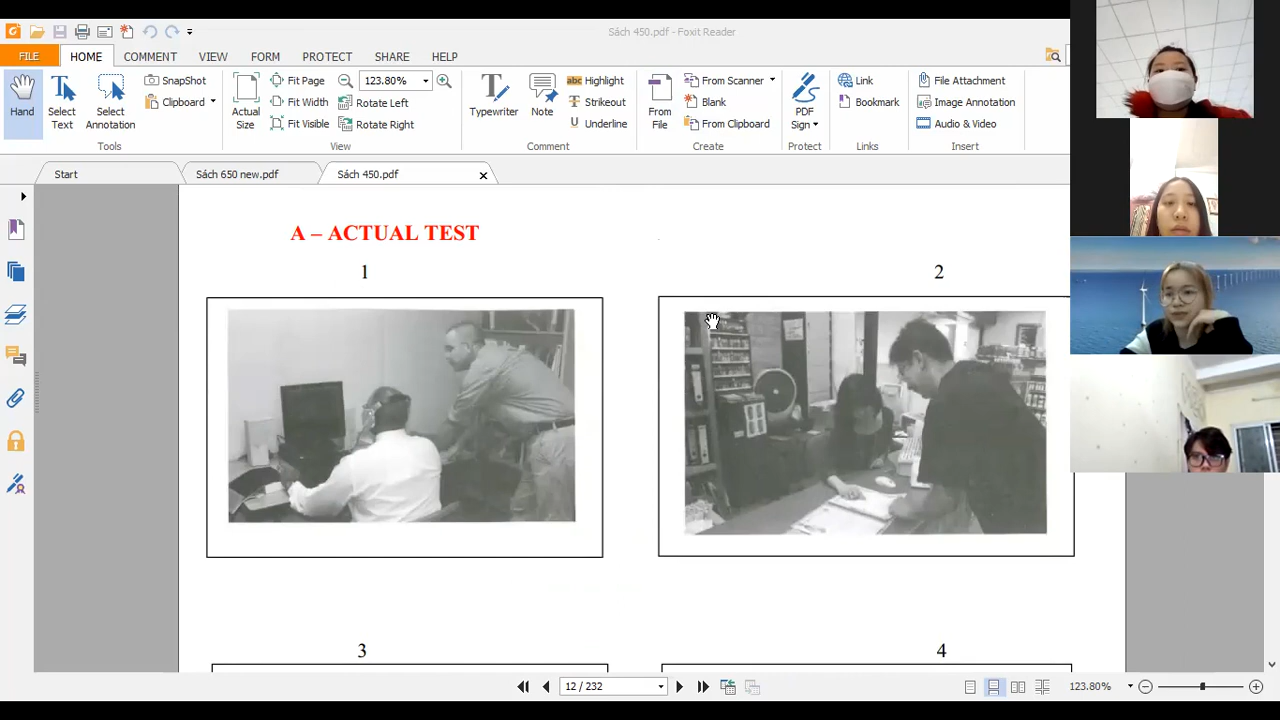 Sách 450.pdf - Foxit Reader
FILE HOME COMMENT VIEW FORM PROTECT SHARE HELP
Hand
Select Text
Select Annotation
SnapShot
Clipboard
Tools
Actual Size
Fit Page
Fit Width
Fit Visible
123.80%
Rotate Left
Rotate Right
View
Typewriter
Note
Highlight
Strikeout
Underline
Comment
From File
From Scanner
Blank
From Clipboard
Create
PDF Sign
Protect
Link
Bookmark
Links
File Attachment
Image Annotation
Audio & Video
Insert
Start Sách 650 new.pdf Sách 450.pdf
A – ACTUAL TEST
1 2
3 4
12 / 232 123.80%